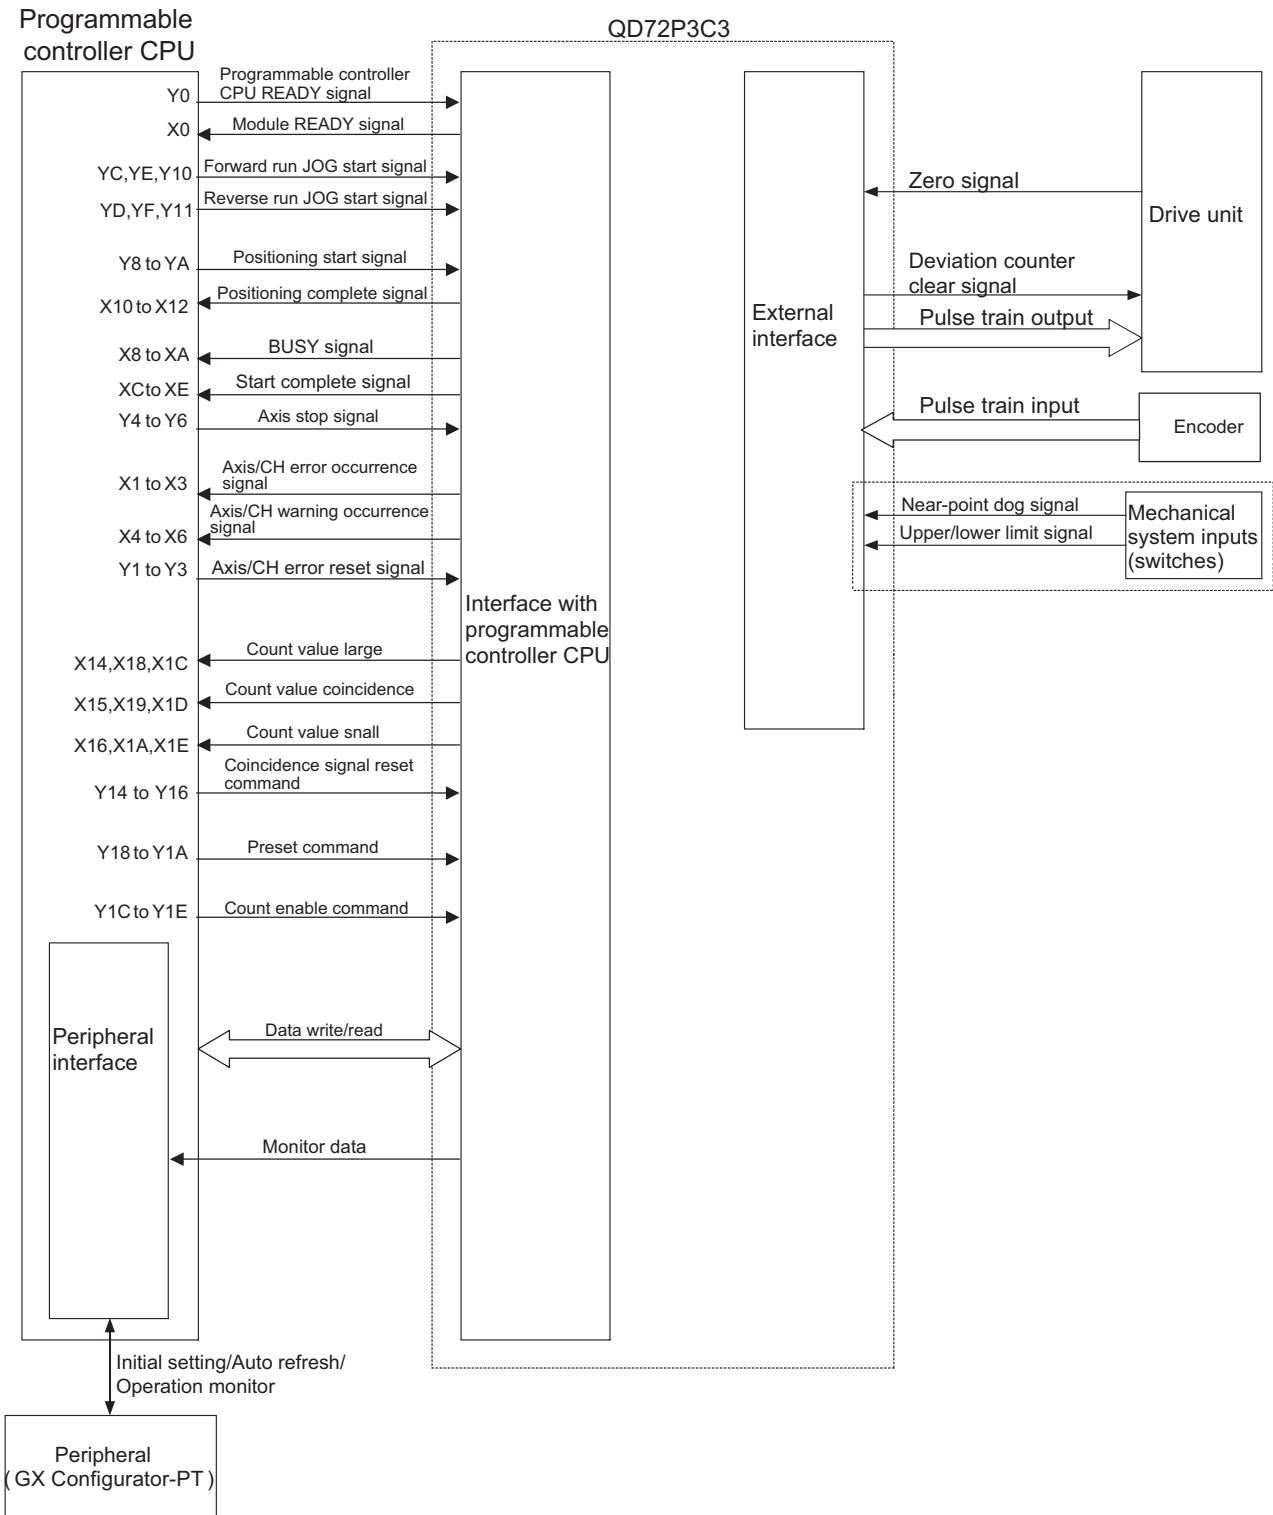 Programmable
controller CPU
QD72P3C3
Y0
Programmable controller
CPU READY signal
X0
Module READY signal
YC,YE,Y10
Forward run JOG start signal
YD,YF,Y11
Reverse run JOG start signal
Y8 to YA
Positioning start signal
X10 to X12
Positioning complete signal
X8 to XA
BUSY signal
XCto XE
Start complete signal
Y4 to Y6
Axis stop signal
X1 to X3
Axis/CH error occurrence
signal
X4 to X6
Axis/CH warning occurrence
signal
Y1 to Y3
Axis/CH error reset signal
X14,X18,X1C
Count value large
X15,X19,X1D
Count value coincidence
X16,X1A,X1E
Count value snall
Y14 to Y16
Coincidence signal reset
command
Y18 to Y1A
Preset command
Y1C to Y1E
Count enable command
Peripheral
interface
Data write/read
Monitor data
Interface with
programmable
controller CPU
External
interface
Zero signal
Deviation counter
clear signal
Pulse train output
Drive unit
Pulse train input
Encoder
Near-point dog signal
Upper/lower limit signal
Mechanical
system inputs
(switches)
Initial setting/Auto refresh/
Operation monitor
Peripheral
( GX Configurator-PT )